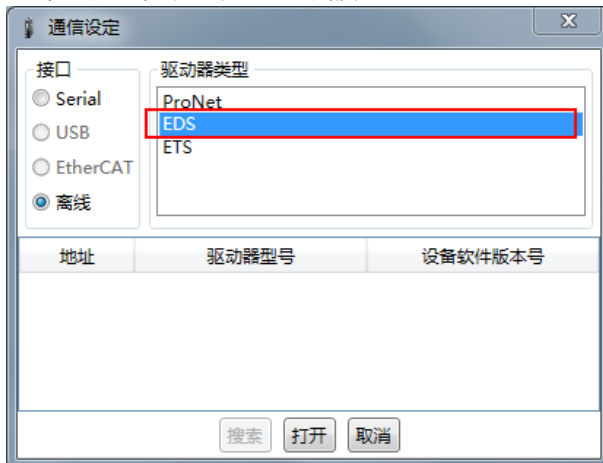 通信设定
接口
Serial
USB
EtherCAT
离线
驱动器类型
ProNet
EDS
ETS
地址 驱动器型号 设备软件版本号
搜索 打开 取消